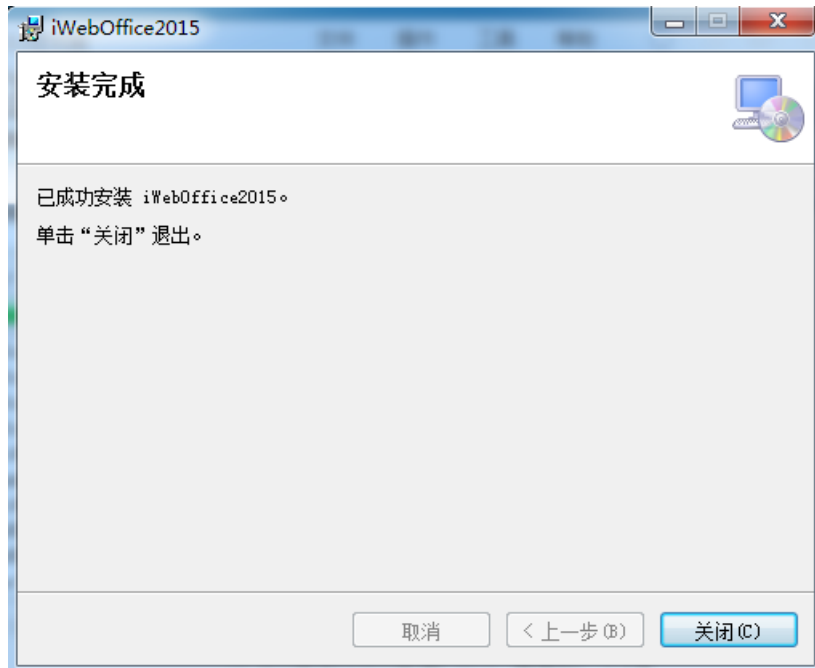 iWebOffice2015
安装完成
已成功安装 iWebOffice2015。
单击“关闭”退出。
取消
< 上一步(B)
关闭(C)